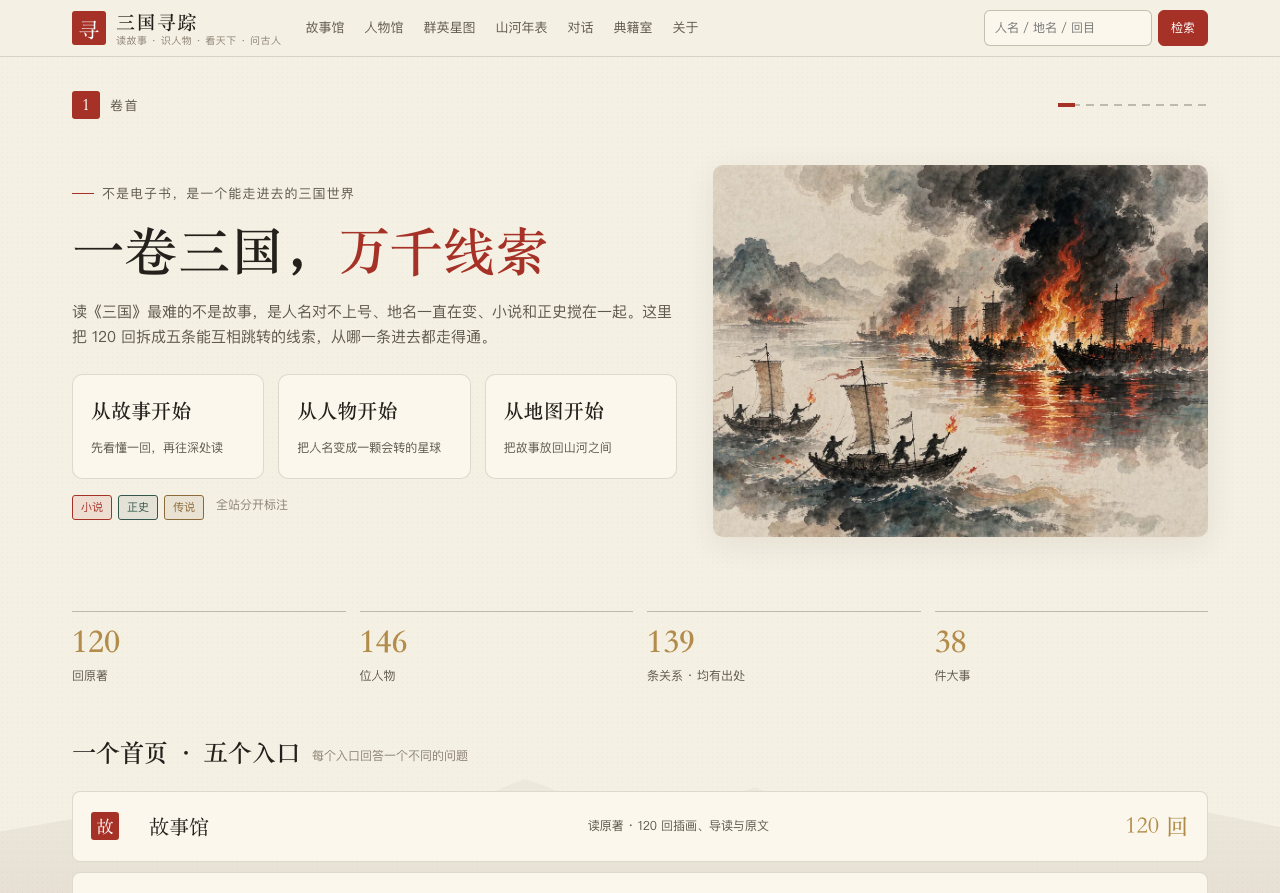 寻
三国寻踪
读故事 · 识人物 · 看天下 · 问古人
故事馆 人物馆 群英星图 山河年表 对话 典籍室 关于
人名 / 地名 / 回目 检索
1 卷首
不是电子书，是一个能走进去的三国世界
一卷三国，万千线索
读《三国》最难的不是故事，是人名对不上号、地名一直在变、小说和正史搅在一起。这里
把 120 回拆成五条能互相跳转的线索，从哪一条进去都走得通。
从故事开始
先看懂一回，再往深处读
从人物开始
把人名变成一颗会转的星球
从地图开始
把故事放回山河之间
小说 正史 传说 全站分开标注
120
回原著
146
位人物
139
条关系 · 均有出处
38
件大事
一个首页 · 五个入口 每个入口回答一个不同的问题
故 故事馆 读原著 · 120 回插画、导读与原文 120 回